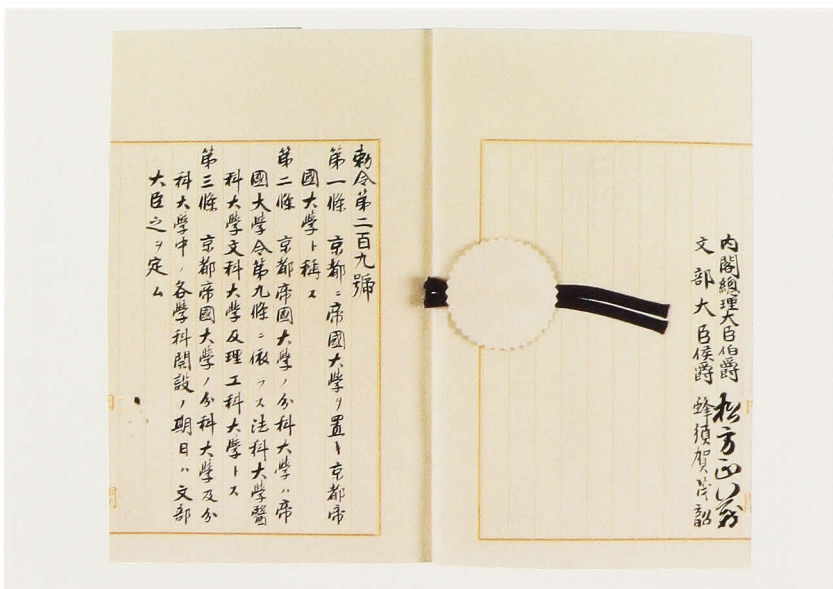 内閣總理大臣伯爵 松方正義
文部大臣侯爵 蜂須賀茂韶
勅令第二百九號
第一條 京都ニ帝國大學ヲ置キ京都帝
國大學ト稱ス
第二條 京都帝國大學ノ分科大學ハ帝
國大學令第九條ニ依ラス法科大學醫
科大學文科大學及理工科大學トス
第三條 京都帝國大學ノ分科大學及分
科大學中ノ各學科開設ノ期日ハ文部
大臣之ヲ定ム